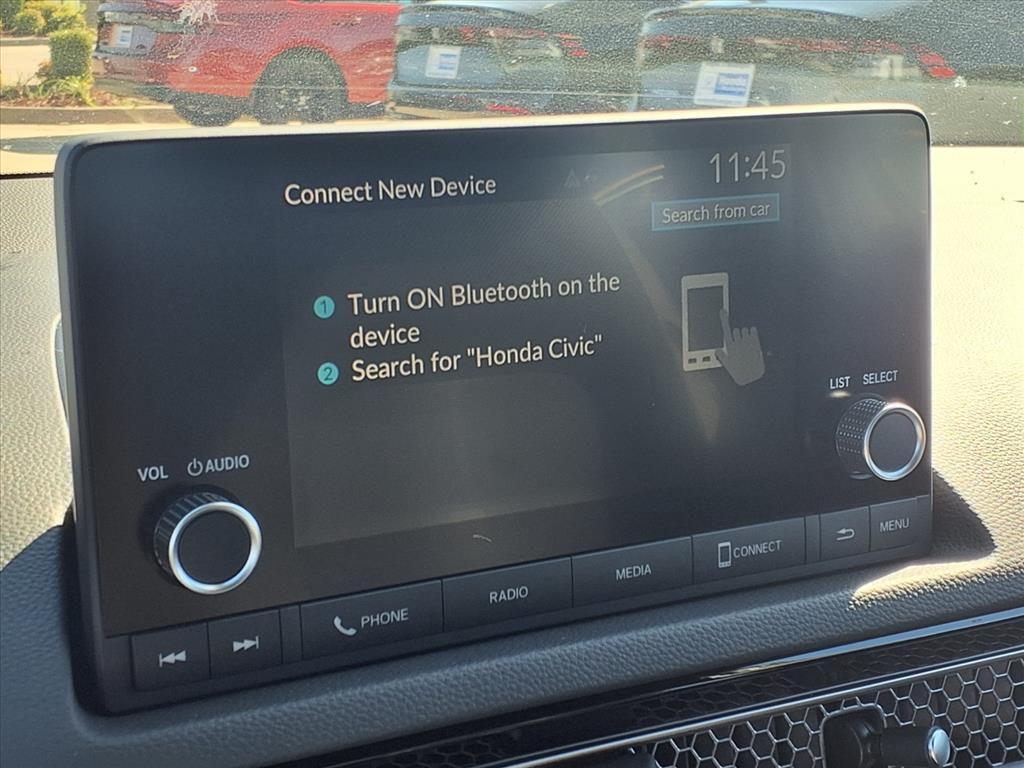 Connect New Device
11:45
Search from car
1 Turn ON Bluetooth on the
device
2 Search for "Honda Civic"
LIST SELECT
VOL AUDIO
PHONE
RADIO
MEDIA
CONNECT
MENU